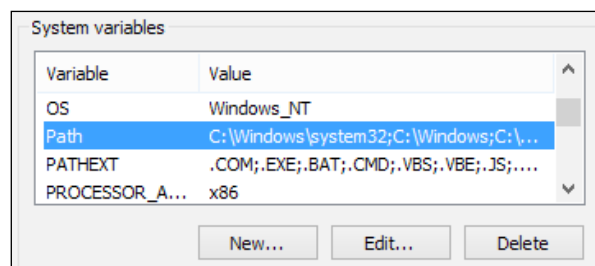 System variables
Variable Value
OS Windows_NT
Path C:\Windows\system32;C:\Windows;C:\...
PATHEXT .COM;.EXE;.BAT;.CMD;.VBS;.VBE;.JS;....
PROCESSOR_A... x86
New... Edit... Delete